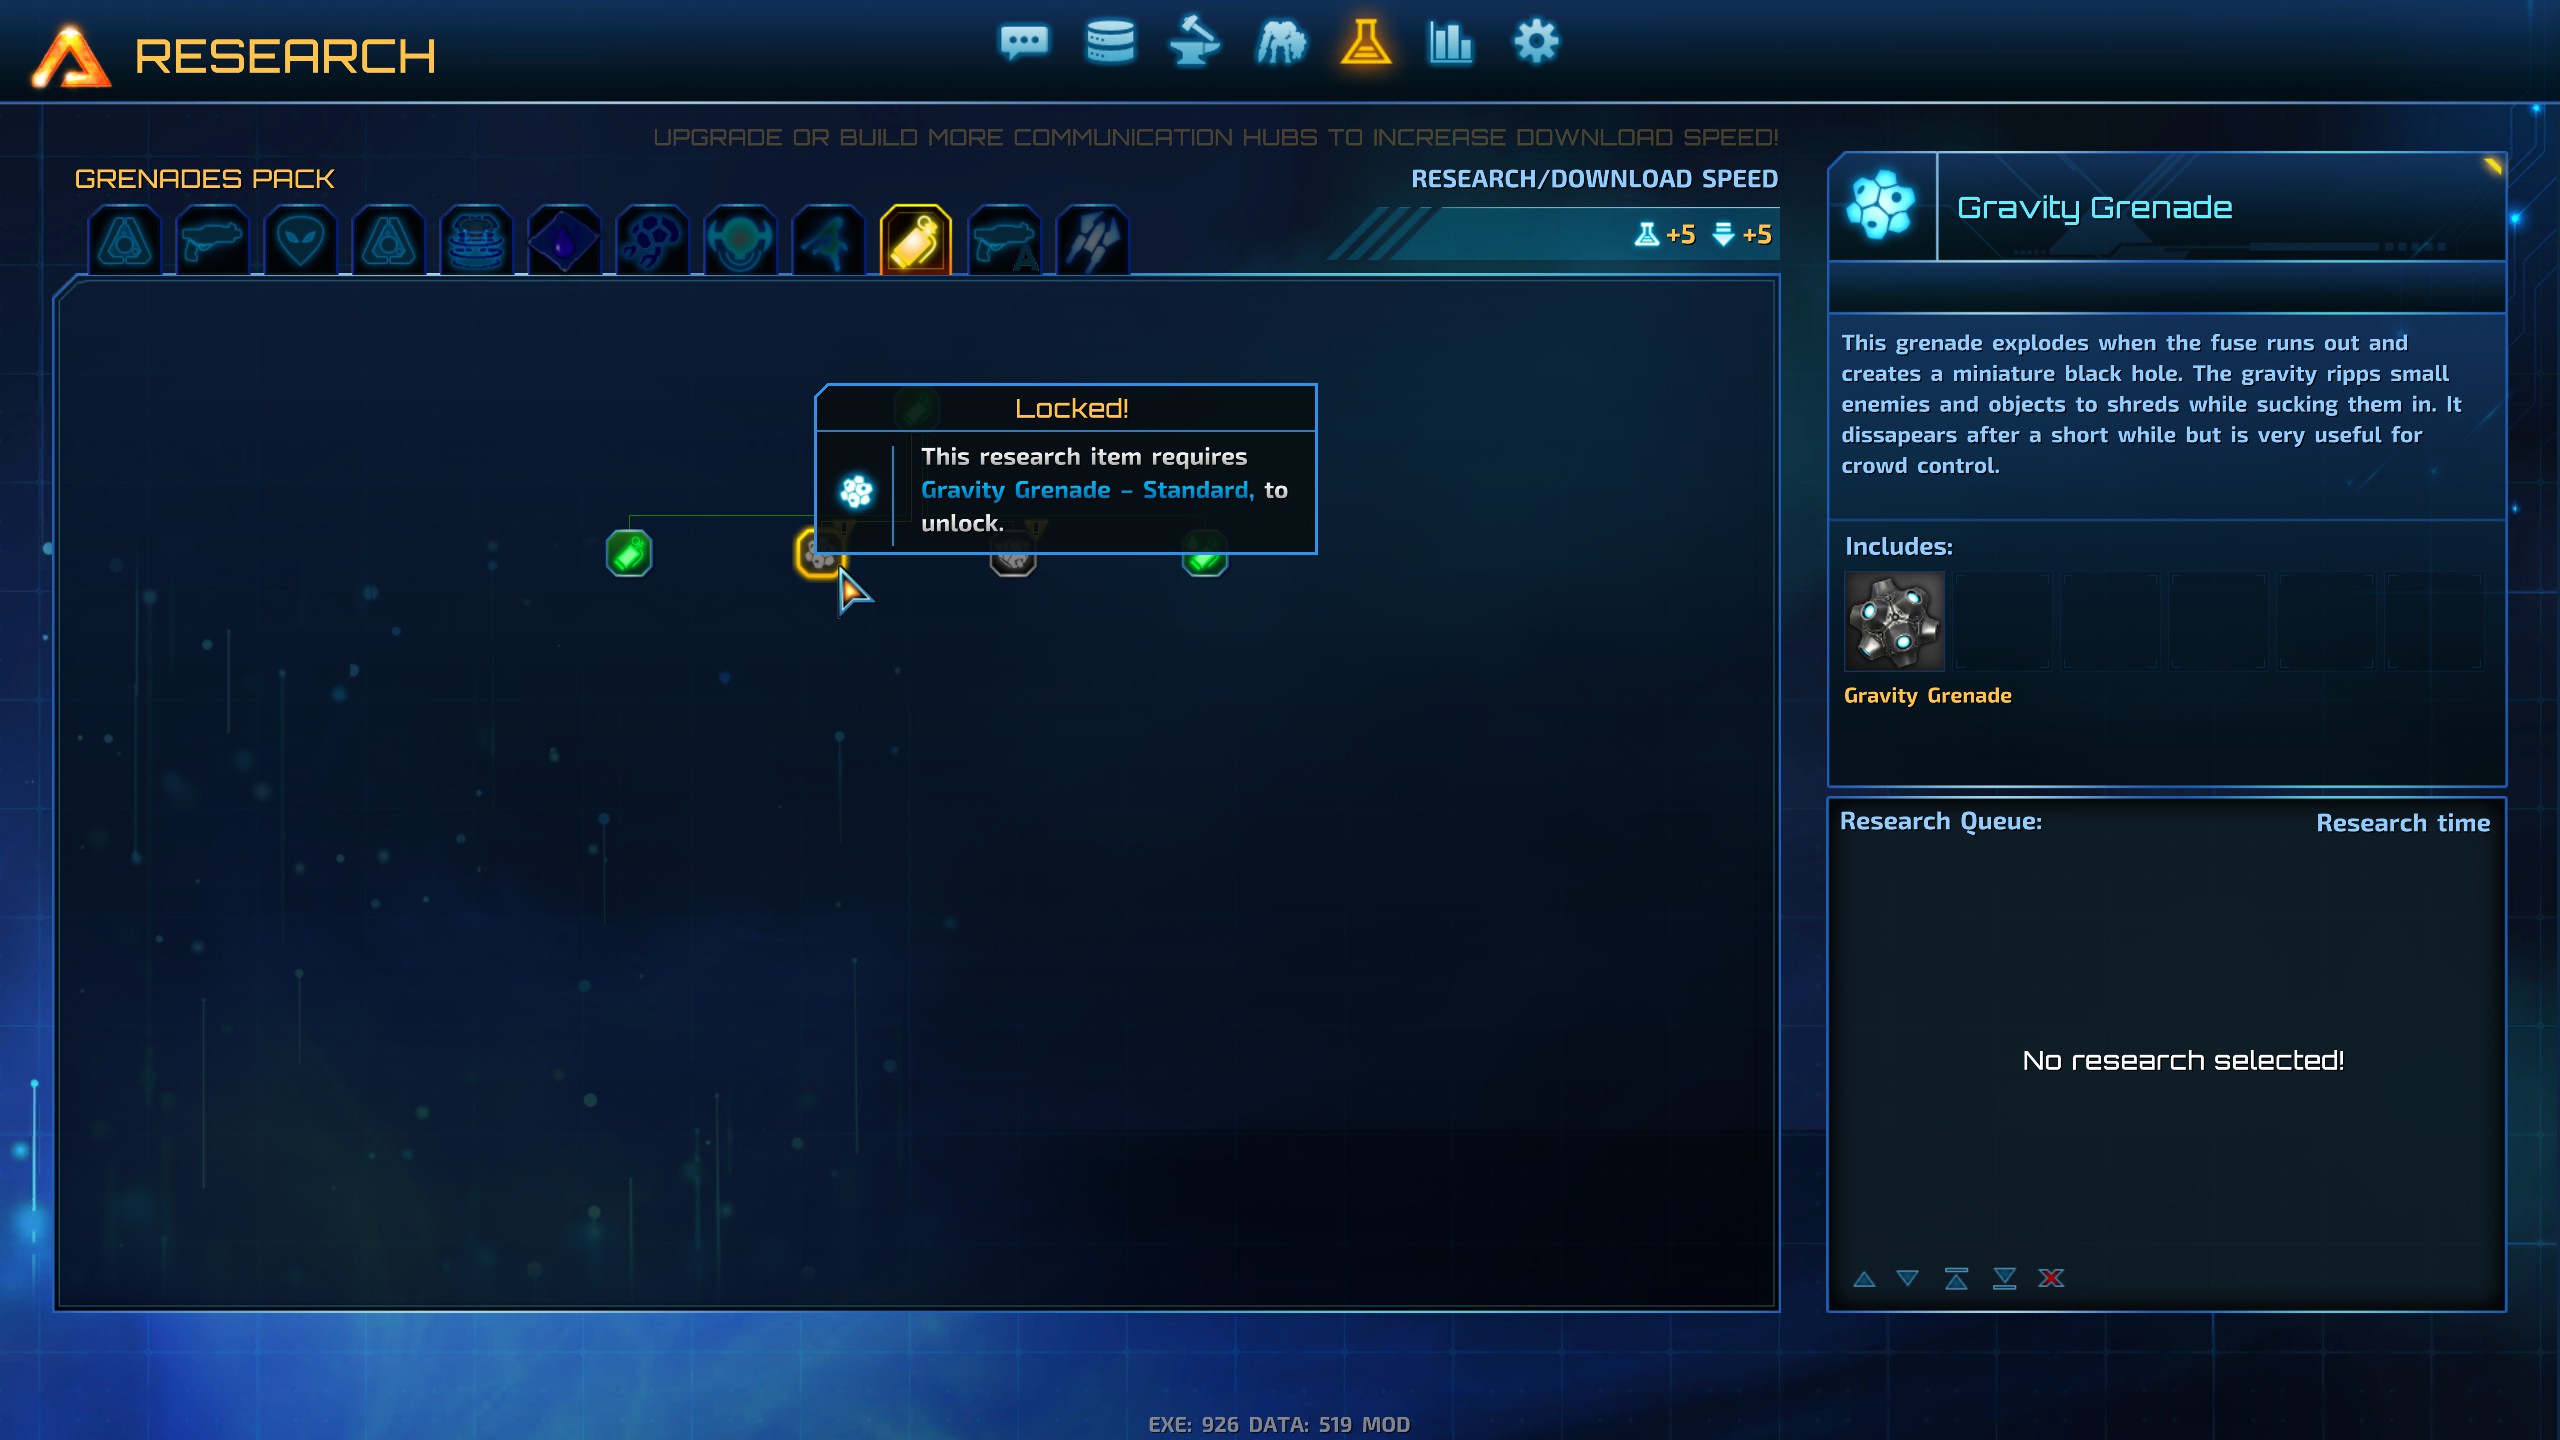 RESEARCH
UPGRADE OR BUILD MORE COMMUNICATION HUBS TO INCREASE DOWNLOAD SPEED!
GRENADES PACK
RESEARCH/DOWNLOAD SPEED
+5 +5
Locked!
This research item requires
Gravity Grenade – Standard, to
unlock.
Gravity Grenade
This grenade explodes when the fuse runs out and
creates a miniature black hole. The gravity ripps small
enemies and objects to shreds while sucking them in. It
dissapears after a short while but is very useful for
crowd control.
Includes:
Gravity Grenade
Research Queue:
Research time
No research selected!
EXE: 926 DATA: 519 MOD